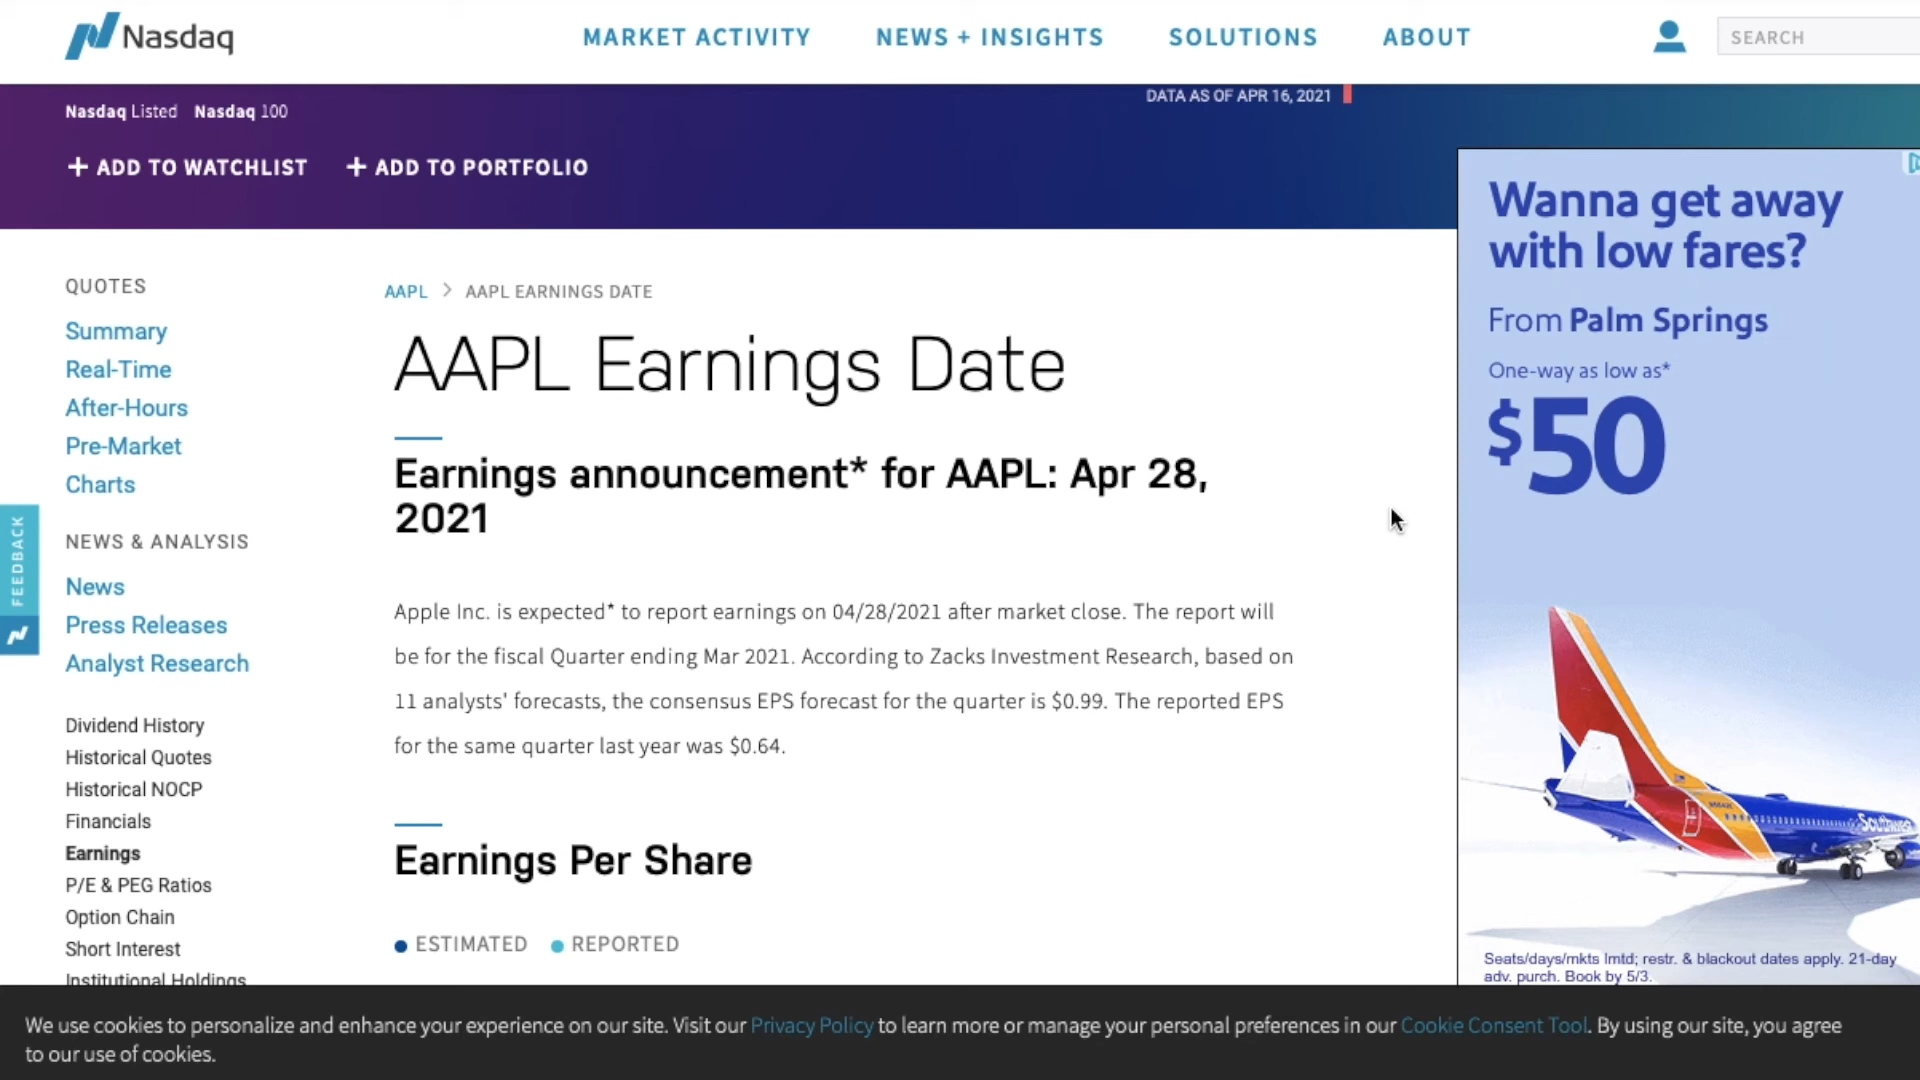 Nasdaq
MARKET ACTIVITY
NEWS + INSIGHTS
SOLUTIONS
ABOUT
SEARCH
DATA AS OF APR 16, 2021
Nasdaq Listed Nasdaq 100
+ ADD TO WATCHLIST
+ ADD TO PORTFOLIO
QUOTES
Summary
Real-Time
After-Hours
Pre-Market
Charts
NEWS & ANALYSIS
News
Press Releases
Analyst Research
Dividend History
Historical Quotes
Historical NOCP
Financials
Earnings
P/E & PEG Ratios
Option Chain
Short Interest
Institutional Holdings
FEEDBACK
AAPL > AAPL EARNINGS DATE
AAPL Earnings Date
Earnings announcement* for AAPL: Apr 28,
2021
Apple Inc. is expected* to report earnings on 04/28/2021 after market close. The report will
be for the fiscal Quarter ending Mar 2021. According to Zacks Investment Research, based on
11 analysts' forecasts, the consensus EPS forecast for the quarter is $0.99. The reported EPS
for the same quarter last year was $0.64.
Earnings Per Share
ESTIMATED
REPORTED
Wanna get away
with low fares?
From Palm Springs
One-way as low as*
$50
Southwest
Seats/days/mkts lmtd; restr. & blackout dates apply. 21-day
adv. purch. Book by 5/3.
We use cookies to personalize and enhance your experience on our site. Visit our Privacy Policy to learn more or manage your personal preferences in our Cookie Consent Tool. By using our site, you agree
to our use of cookies.